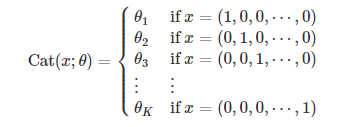 θ₁ if x = (1, 0, 0, ⋯, 0)
θ₂ if x = (0, 1, 0, ⋯, 0)
Cat(x; θ) = { θ₃ if x = (0, 0, 1, ⋯, 0)
⋮ ⋮
θ_K if x = (0, 0, 0, ⋯, 1)